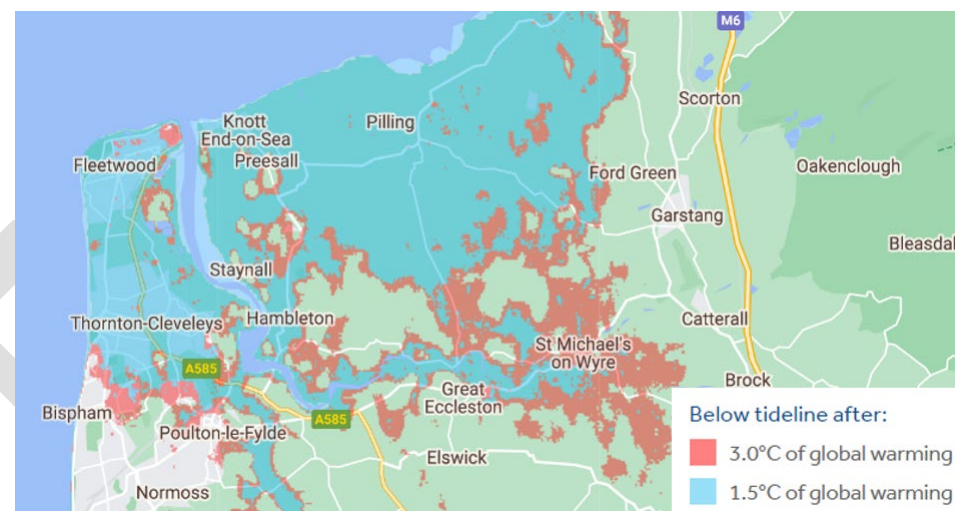 M6
Scorton
Knott
End-on-Sea
Pilling
Preesall
Fleetwood
Ford Green
Oakenclough
Garstang
Bleasdal
Staynall
Hambleton
Thornton-Cleveleys
Catterall
St Michael's
on Wyre
A585
Brock
Great
Eccleston
Bispham
A585
Poulton-le-Fylde
Elswick
Normoss
Below tideline after:
3.0°C of global warming
1.5°C of global warming